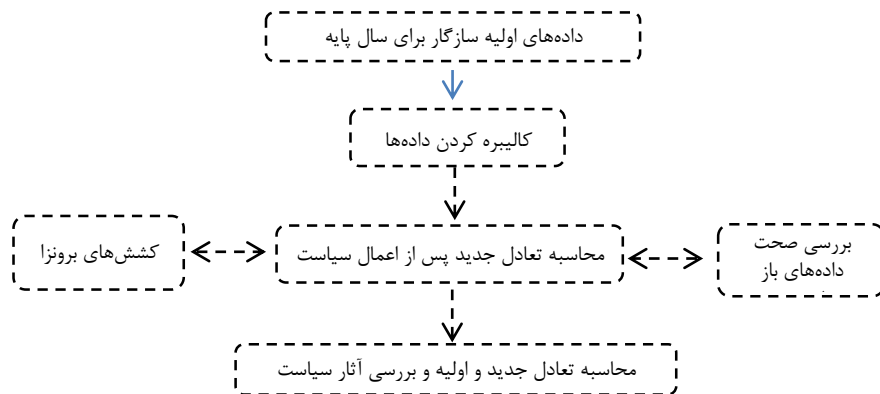 داده‌های اولیه سازگار برای سال پایه
کالیبره کردن داده‌ها
بررسی صحت
داده‌های باز
محاسبه تعادل جدید پس از اعمال سیاست
کشش‌های برونزا
محاسبه تعادل جدید و اولیه و بررسی آثار سیاست